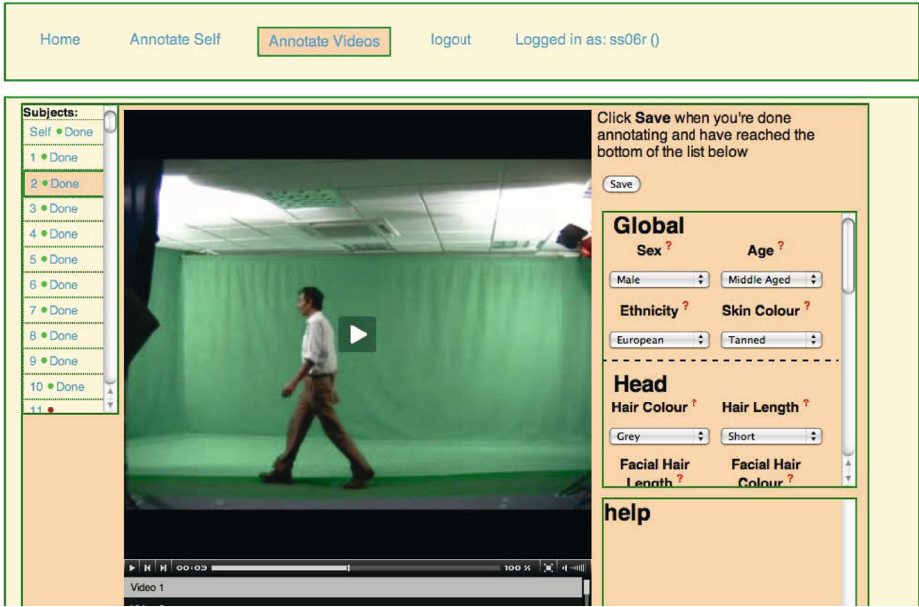 Home Annotate Self Annotate Videos logout Logged in as: ss06r ()
Subjects:
Self Done
1 Done
2 Done
3 Done
4 Done
5 Done
6 Done
7 Done
8 Done
9 Done
10 Done
11
Click Save when you're done
annotating and have reached the
bottom of the list below
Save
Global
Sex ? Age ?
Male Middle Aged
Ethnicity ? Skin Colour ?
European Tanned
Head
Hair Colour ? Hair Length ?
Grey Short
Facial Hair Facial Hair
Length ? Colour ?
help
00:03 100 %
Video 1